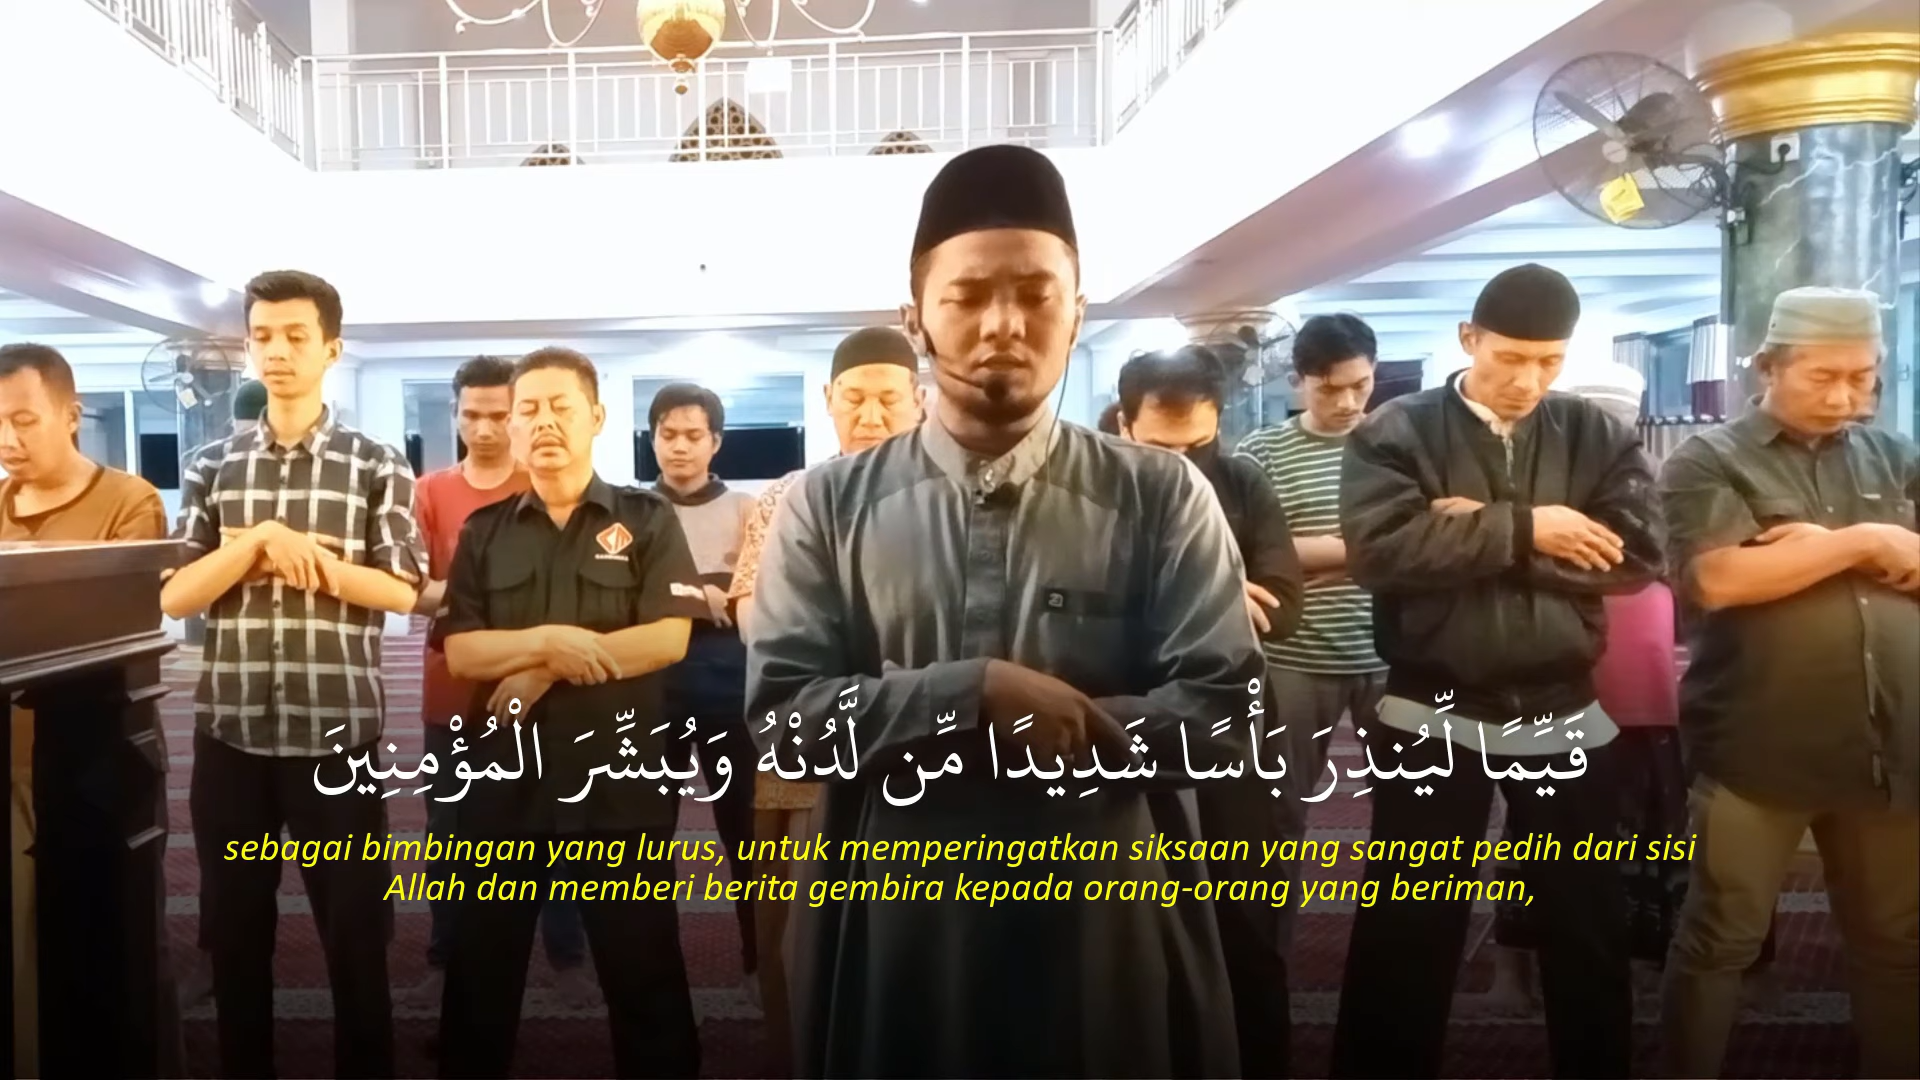 قَيِّمًا لِّيُنذِرَ بَأْسًا شَدِيدًا مِّن لَّدُنْهُ وَيُبَشِّرَ الْمُؤْمِنِينَ
sebagai bimbingan yang lurus, untuk memperingatkan siksaan yang sangat pedih dari sisi
Allah dan memberi berita gembira kepada orang-orang yang beriman,